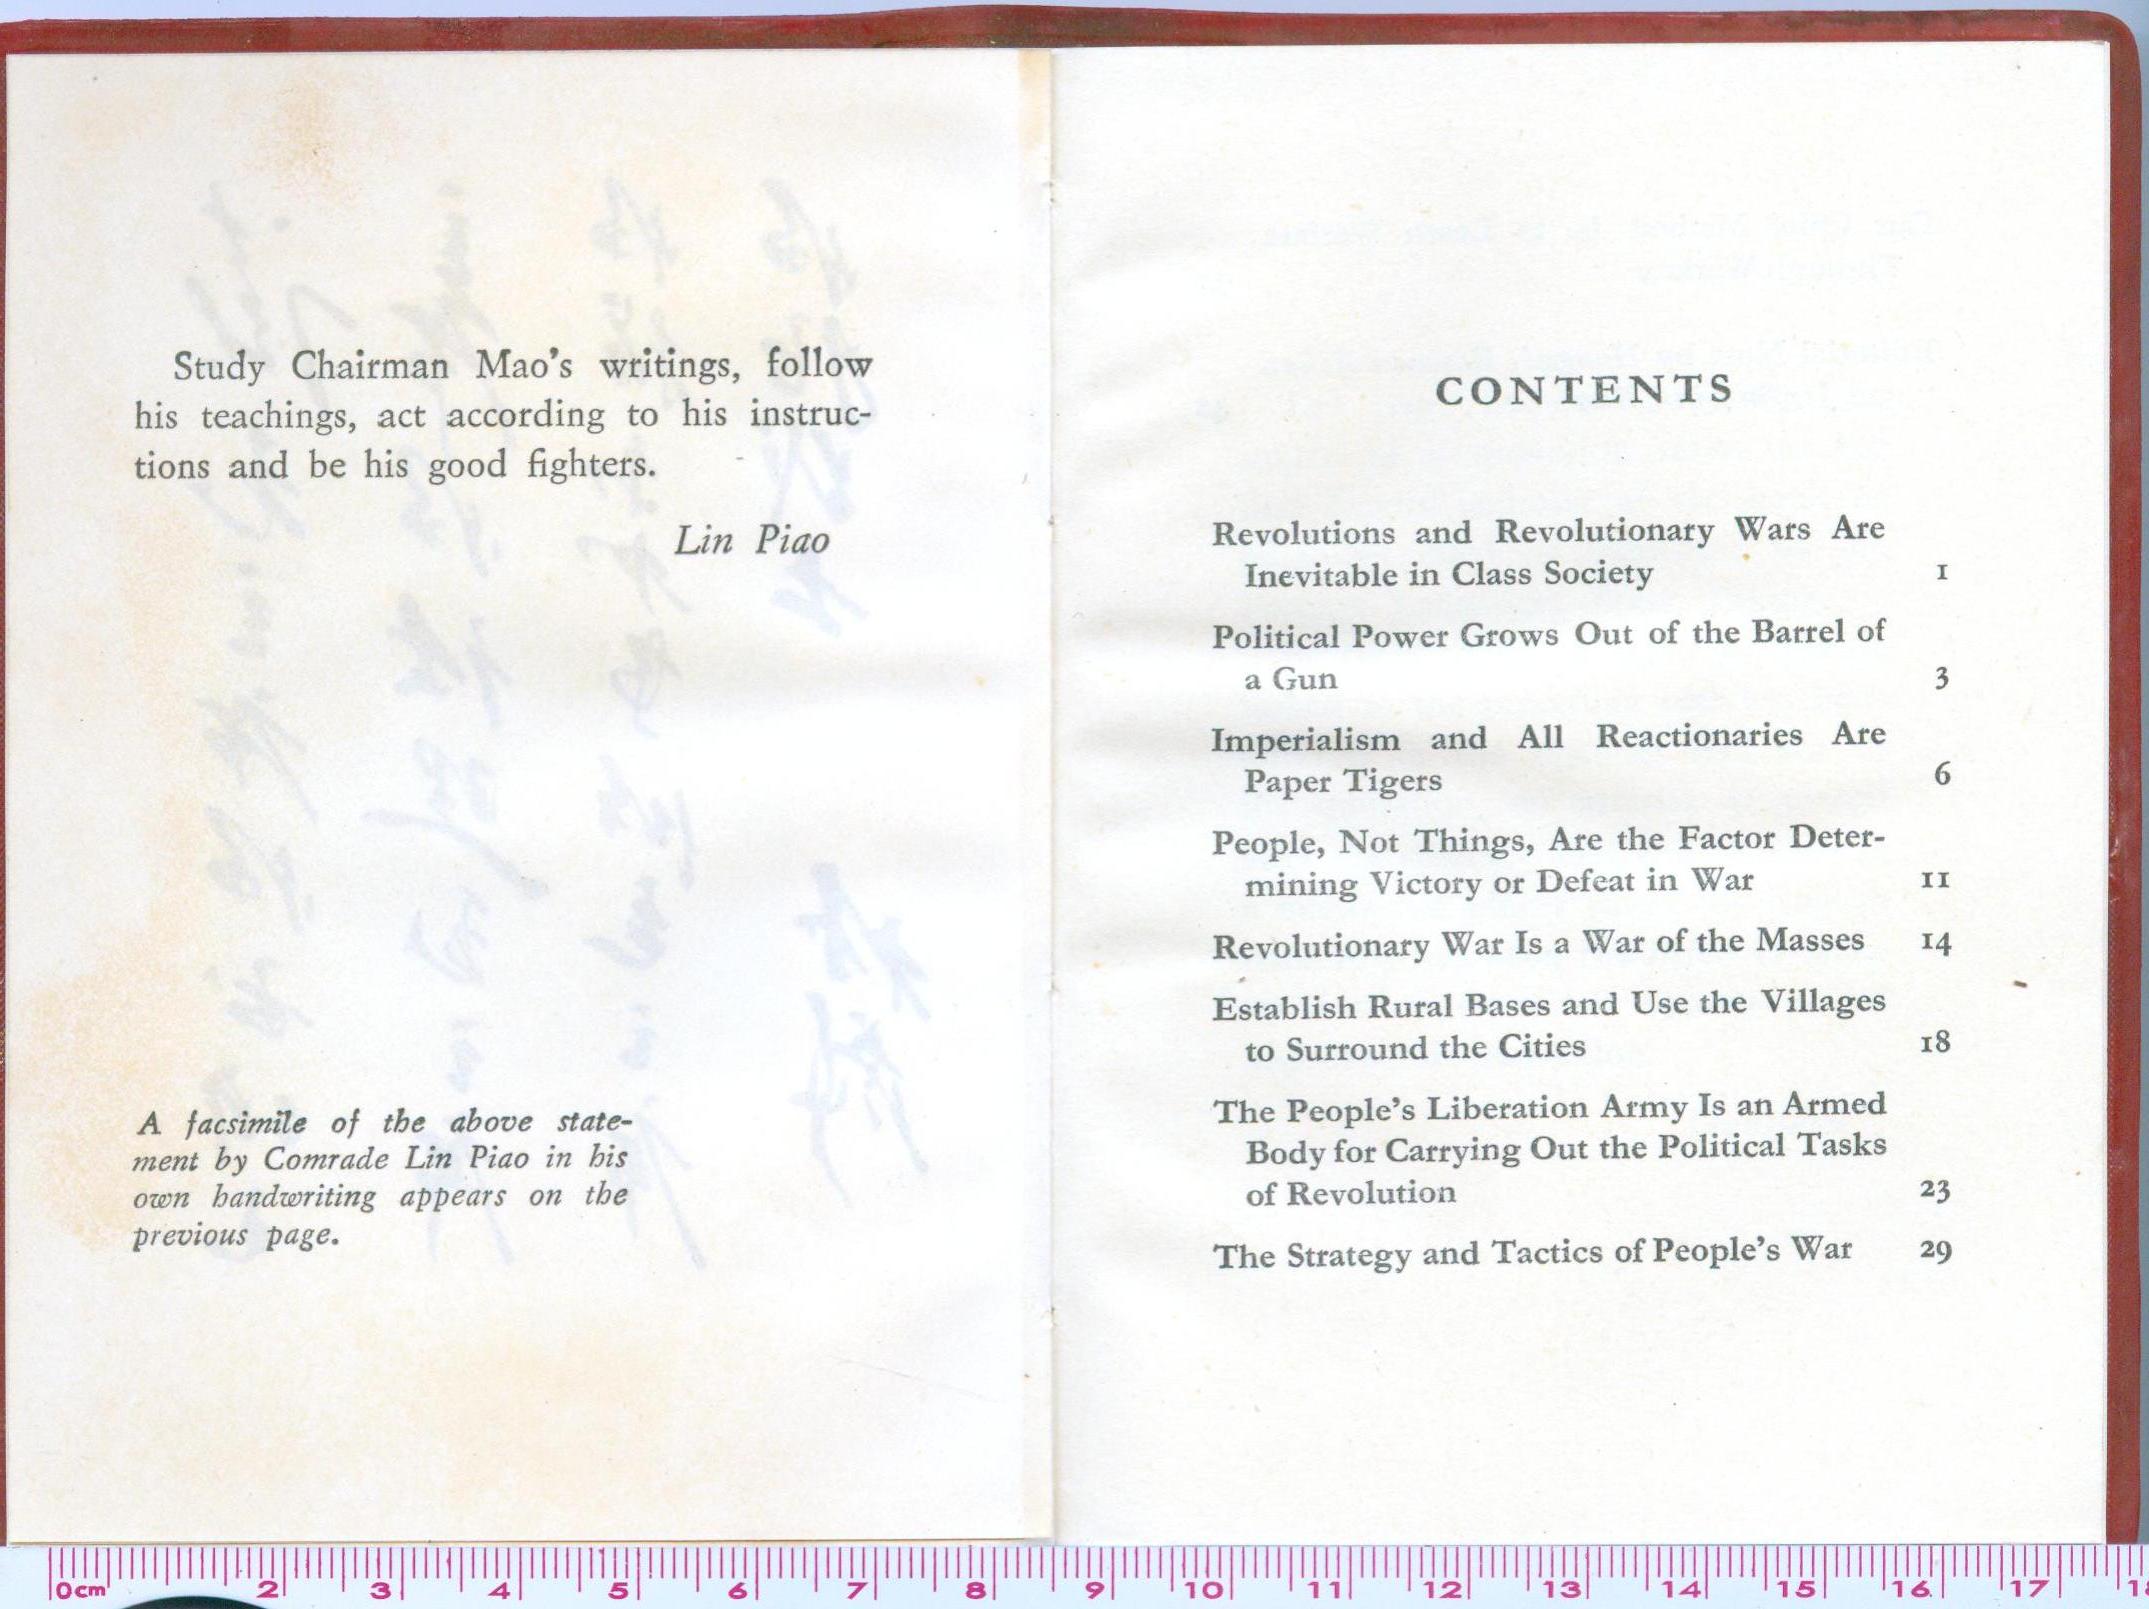 Study Chairman Mao's writings, follow
his teachings, act according to his instruc-
tions and be his good fighters.
Lin Piao
A facsimile of the above state-
ment by Comrade Lin Piao in his
own handwriting appears on the
previous page.
CONTENTS
Revolutions and Revolutionary Wars Are
Inevitable in Class Society 1
Political Power Grows Out of the Barrel of
a Gun 3
Imperialism and All Reactionaries Are
Paper Tigers 6
People, Not Things, Are the Factor Deter-
mining Victory or Defeat in War 11
Revolutionary War Is a War of the Masses 14
Establish Rural Bases and Use the Villages
to Surround the Cities 18
The People's Liberation Army Is an Armed
Body for Carrying Out the Political Tasks
of Revolution 23
The Strategy and Tactics of People's War 29
0cm 2 3 4 5 6 7 8 9 10 11 12 13 14 15 16 17